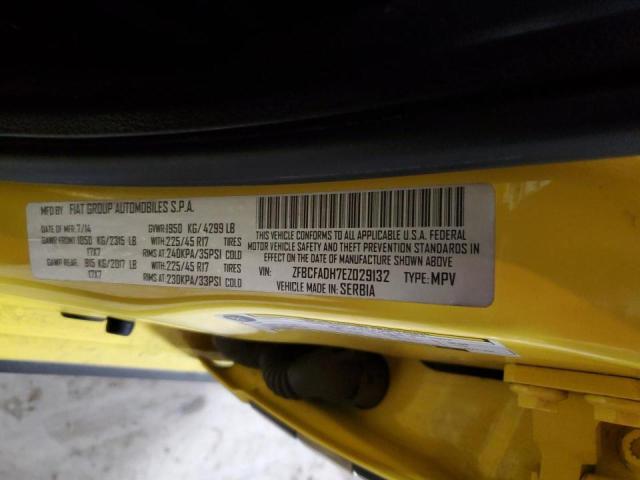 MFD BY FIAT GROUP AUTOMOBILES S.P.A.
DATE OF MFR: 7/14 GVWR: 1950 KG/ 4299 LB
GAWR FRONT: 1050 KG/2315 LB 225/45 R17 TIRES
17X7 RIMS AT: 240KPA/35PSI COLD
GAWR REAR: 915 KG/2017 LB 225/45 R17 TIRES
17X7 RIMS AT: 230KPA/33PSI COLD
THIS VEHICLE CONFORMS TO ALL APPLICABLE U.S.A. FEDERAL
MOTOR VEHICLE SAFETY, BUMPER, AND THEFT PREVENTION STANDARDS IN
EFFECT ON THE DATE OF MANUFACTURE SHOWN ABOVE
VIN: ZFBCFADH7EZ029132
VEHICLE MADE IN: SERBIA TYPE: MPV